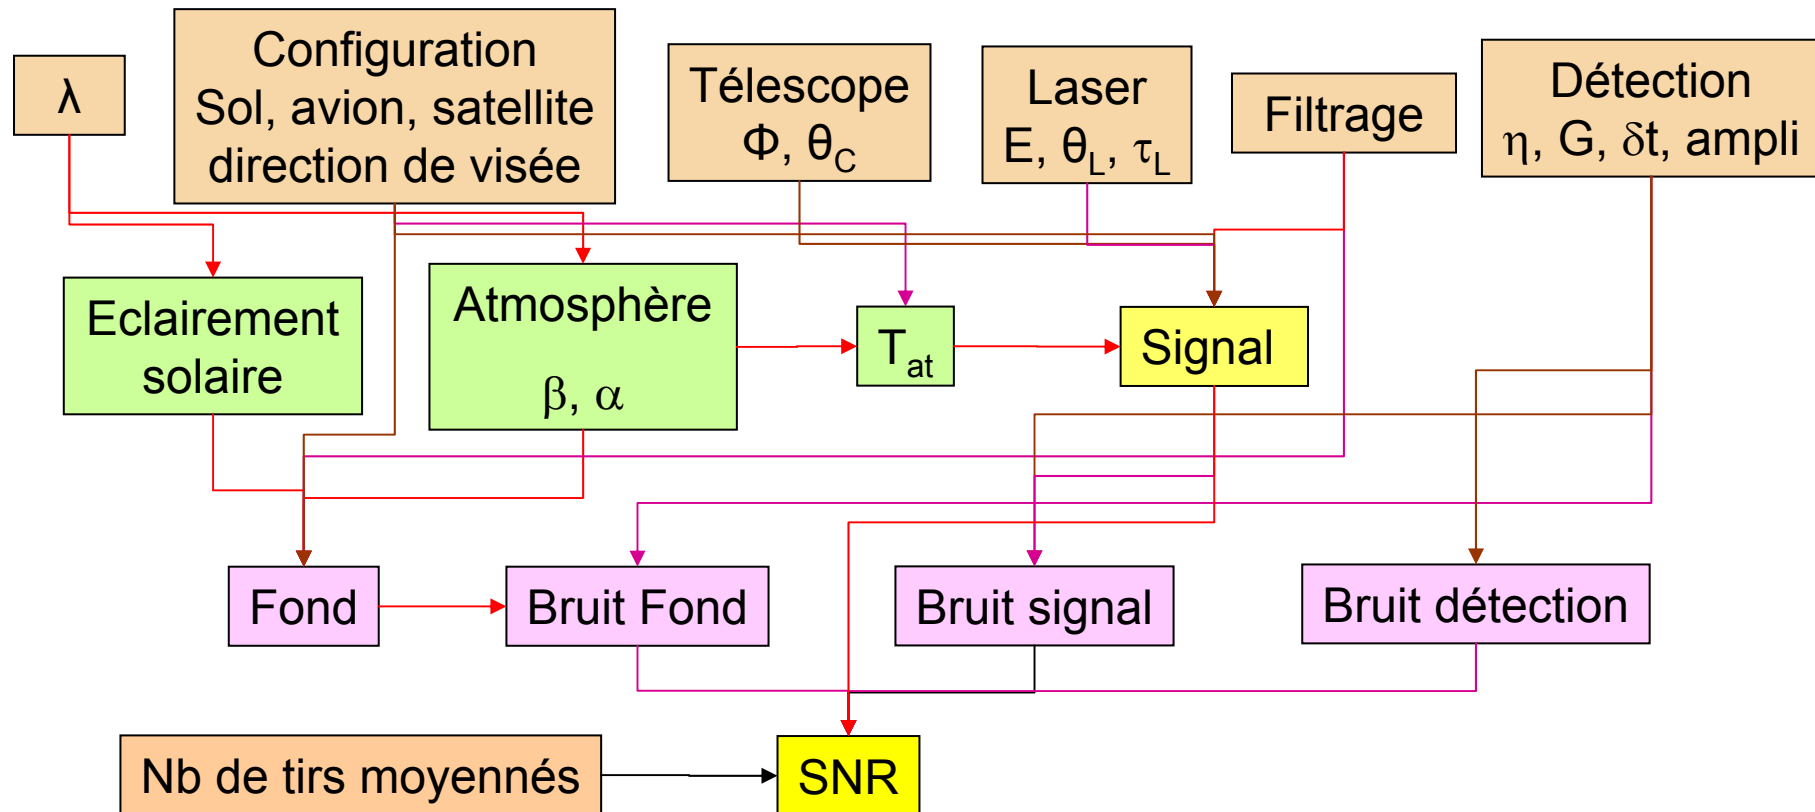 λ
Configuration
Sol, avion, satellite
direction de visée
Télescope
Φ, θC
Laser
E, θL, τL
Filtrage
Détection
η, G, δt, ampli
Eclairement
solaire
Atmosphère
β, α
Tat
Signal
Fond
Bruit Fond
Bruit signal
Bruit détection
Nb de tirs moyennés
SNR